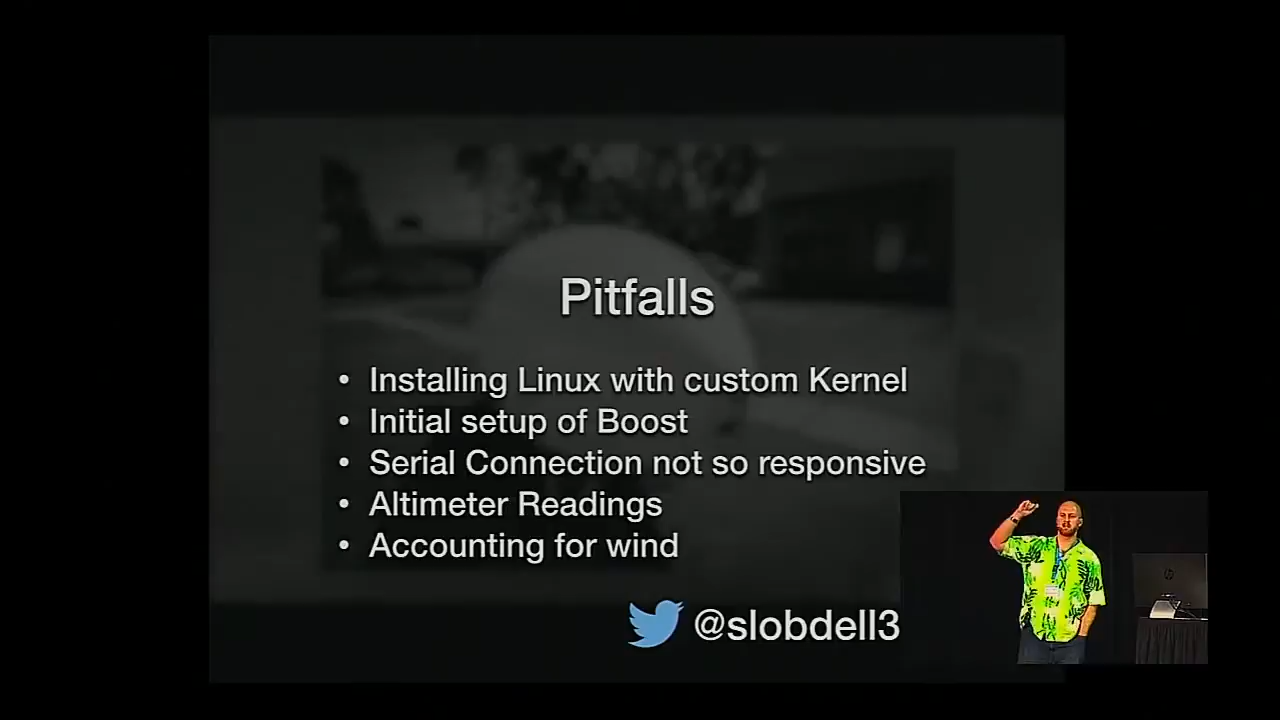 Pitfalls
• Installing Linux with custom Kernel
• Initial setup of Boost
• Serial Connection not so responsive
• Altimeter Readings
• Accounting for wind
@slobdell3
hp